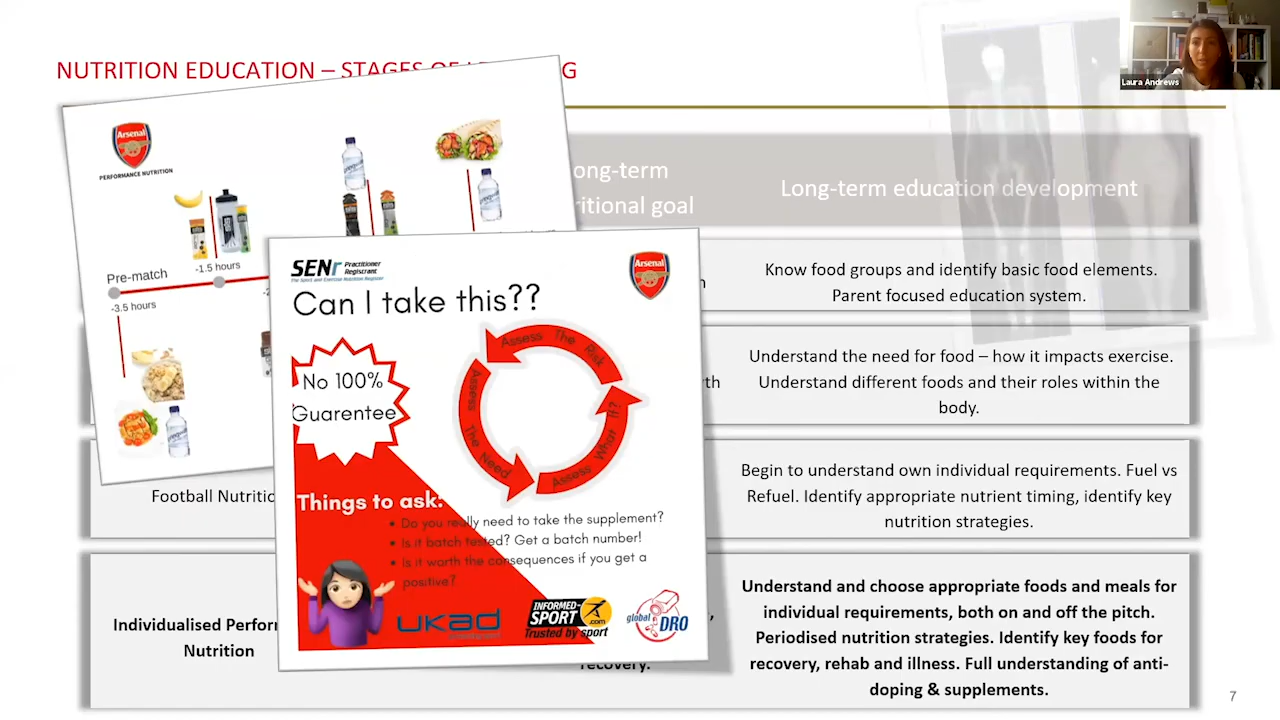 NUTRITION EDUCATION – STAGES OF
Laura Andrews
Arsenal
PERFORMANCE NUTRITION
Pre-match
-1.5 hours
-3.5 hours
Long-term education development
Know food groups and identify basic food elements.
Parent focused education system.
Understand the need for food – how it impacts exercise.
Understand different foods and their roles within the
body.
Football
Begin to understand own individual requirements. Fuel vs
Refuel. Identify appropriate nutrient timing, identify key
nutrition strategies.
Individualised
Nutrition
recovery.
Understand and choose appropriate foods and meals for
individual requirements, both on and off the pitch.
Periodised nutrition strategies. Identify key foods for
recovery, rehab and illness. Full understanding of anti-
doping & supplements.
SENr Practitioner
Registrant
The Sport and Exercise Nutrition Register
Arsenal
Can I take this??
No 100%
Guarentee
Assess The Risk
Assess What If?
Assess The Need
Things to ask:
• Do you really need to take the supplement?
• Is it batch tested? Get a batch number!
• Is it worth the consequences if you get a
positive?
UKAD
INFORMED-
SPORT
.com
Trusted by sport
global
DRO
7